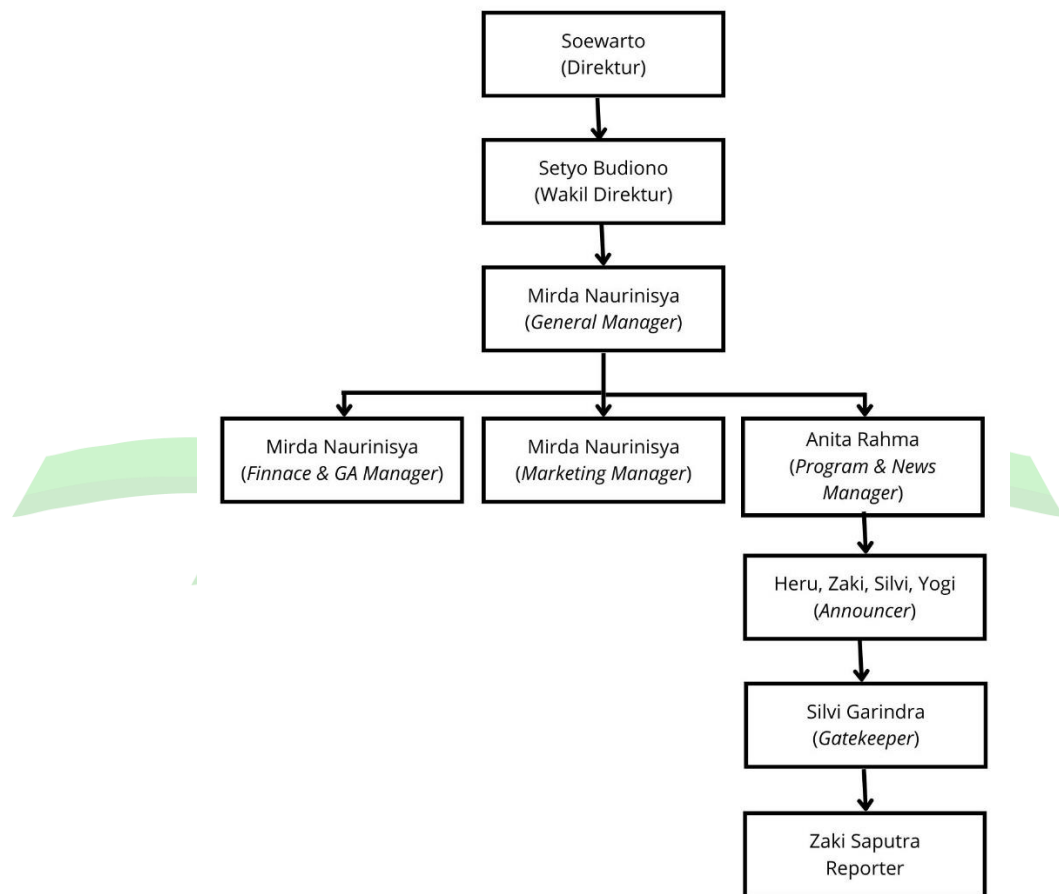 Soewarto
(Direktur)
Setyo Budiono
(Wakil Direktur)
Mirda Naurinisya
(General Manager)
Mirda Naurinisya
(Finnace & GA Manager)
Mirda Naurinisya
(Marketing Manager)
Anita Rahma
(Program & News
Manager)
Heru, Zaki, Silvi, Yogi
(Announcer)
Silvi Garindra
(Gatekeeper)
Zaki Saputra
Reporter